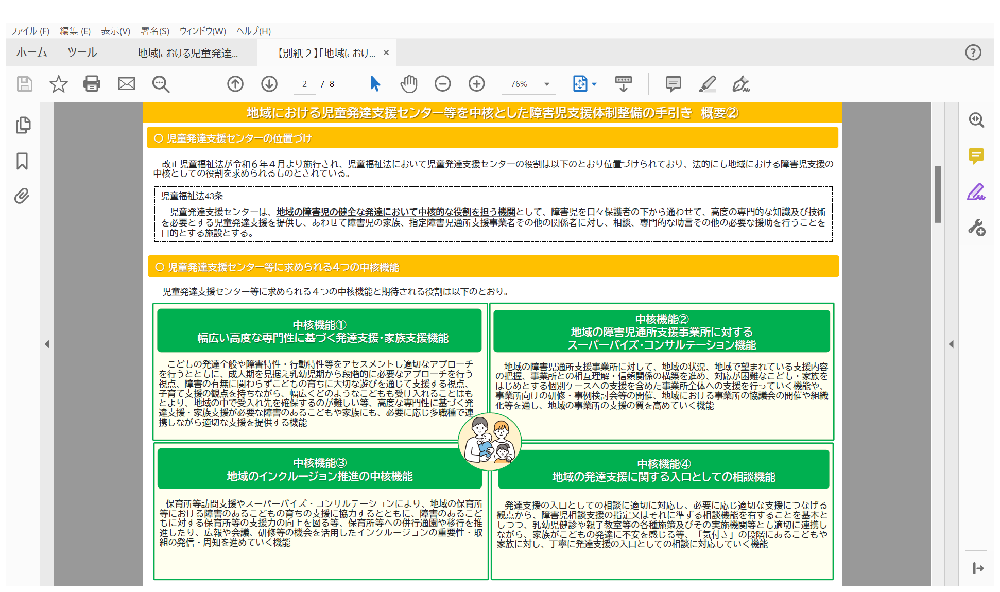 ファイル (F) 編集 (E) 表示(V) 署名(S) ウィンドウ(W) ヘルプ(H)
ホーム ツール 地域における児童発達... 【別紙２】「地域におけ... ×
2 / 8 76%
地域における児童発達支援センター等を中核とした障害児支援体制整備の手引き 概要②
○ 児童発達支援センターの位置づけ
改正児童福祉法が令和６年４月より施行され、児童福祉法において児童発達支援センターの役割は以下のとおり位置づけられており、法的にも地域における障害児支援の
中核としての役割を求められるものとされている。
児童福祉法43条
児童発達支援センターは、地域の障害児の健全な発達において中核的な役割を担う機関として、障害児を日々保護者の下から通わせて、高度の専門的な知識及び技術
を必要とする児童発達支援を提供し、あわせて障害児の家族、指定障害児通所支援事業者その他の関係者に対し、相談、専門的な助言その他の必要な援助を行うことを
目的とする施設とする。
○ 児童発達支援センター等に求められる4つの中核機能
児童発達支援センター等に求められる４つの中核機能と期待される役割は以下のとおり。
中核機能①
幅広い高度な専門性に基づく発達支援・家族支援機能
こどもの発達全般や障害特性・行動特性等をアセスメントし適切なアプローチ
を行うとともに、成人期を見据え乳幼児期から段階的に必要なアプローチを行う
視点、障害の有無に関わらずこどもの育ちに大切な遊びを通じて支援する視点、
子育て支援の観点を持ちながら、幅広くどのようなこどもも受け入れることはも
とより、地域の中で受入れ先を確保するのが難しい等、高度な専門性に基づく発
達支援・家族支援が必要な障害のあるこどもや家族にも、必要に応じ多職種で連
携しながら適切な支援を提供する機能
中核機能②
地域の障害児通所支援事業所に対する
スーパーバイズ・コンサルテーション機能
地域の障害児通所支援事業所に対して、地域の状況、地域で望まれている支援内容
の把握、事業所との相互理解・信頼関係の構築を進め、対応が困難なこども・家族を
はじめとする個別ケースへの支援を含めた事業所全体への支援を行っていく機能や、
事業所向けの研修・事例検討会等の開催、地域における事業所の協議会の開催や組織
化等を通し、地域の事業所の支援の質を高めていく機能
中核機能③
地域のインクルージョン推進の中核機能
保育所等訪問支援やスーパーバイズ・コンサルテーションにより、地域の保育所
等における障害のあるこどもの育ちの支援に協力するとともに、障害のあるこど
もに対する保育所等の支援力の向上を図る等、保育所等への併行通園や移行を推
進したり、広報や会議、研修等の機会を活用したインクルージョンの重要性・取
組の発信・周知を進めていく機能
中核機能④
地域の発達支援に関する入口としての相談機能
発達支援の入口としての相談に適切に対応し、必要に応じ適切な支援につなげる
観点から、障害児相談支援の指定又はそれに準ずる相談機能を有することを基本と
しつつ、乳幼児健診や親子教室等の各種施策及びその実施機関等とも適切に連携し
ながら、家族がこどもの発達に不安を感じる等、「気付き」の段階にあるこどもや
家族に対し、丁寧に発達支援の入口としての相談に対応していく機能